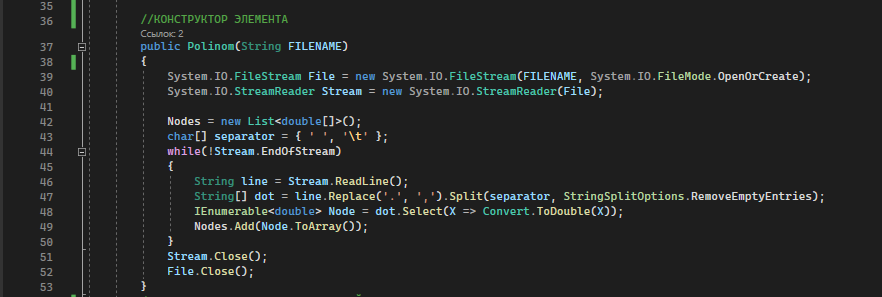 35
36 //КОНСТРУКТОР ЭЛЕМЕНТА
Ссылок: 2
37 public Polinom(String FILENAME)
38 {
39 System.IO.FileStream File = new System.IO.FileStream(FILENAME, System.IO.FileMode.OpenOrCreate);
40 System.IO.StreamReader Stream = new System.IO.StreamReader(File);
41
42 Nodes = new List<double[]>();
43 char[] separator = { ' ', '\t' };
44 while(!Stream.EndOfStream)
45 {
46 String line = Stream.ReadLine();
47 String[] dot = line.Replace('.', ',').Split(separator, StringSplitOptions.RemoveEmptyEntries);
48 IEnumerable<double> Node = dot.Select(X => Convert.ToDouble(X));
49 Nodes.Add(Node.ToArray());
50 }
51 Stream.Close();
52 File.Close();
53 }